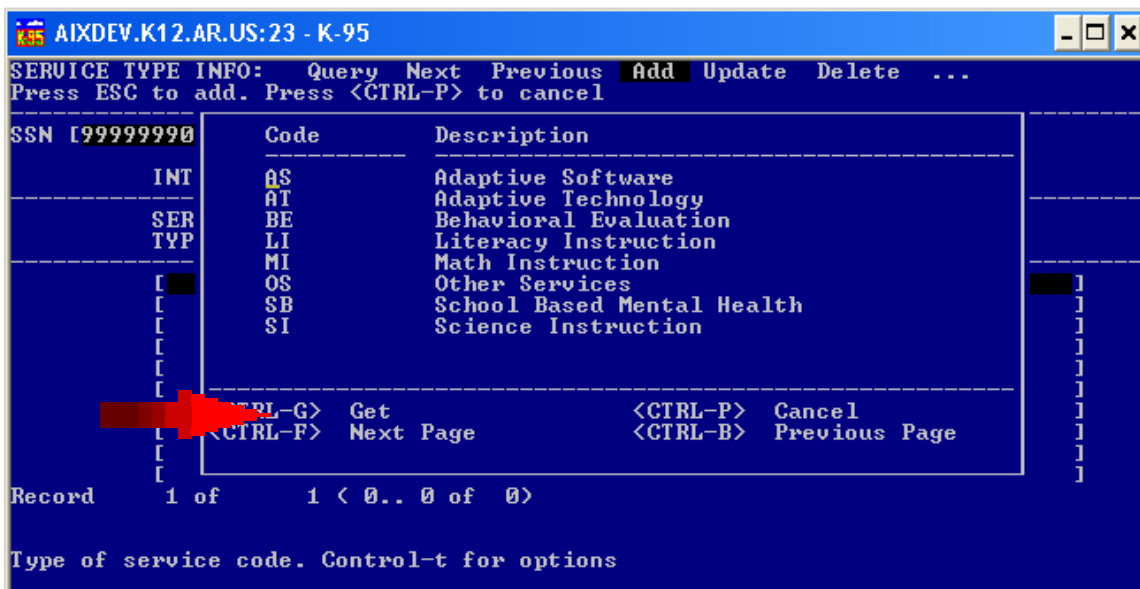 K95 AIXDEV.K12.AR.US:23 - K-95
SERVICE TYPE INFO: Query Next Previous Add Update Delete ...
Press ESC to add. Press <CTRL-P> to cancel
SSN [99999990 Code Description
INT AS Adaptive Software
AT Adaptive Technology
SER BE Behavioral Evaluation
TYP LI Literacy Instruction
MI Math Instruction
[ OS Other Services ]
[ SB School Based Mental Health ]
[ SI Science Instruction ]
[ ]
[ ]
[ RL-G> Get <CTRL-P> Cancel ]
[ <CTRL-F> Next Page <CTRL-B> Previous Page ]
[ ]
[ ]
Record 1 of 1 ( 0.. 0 of 0)
Type of service code. Control-t for options